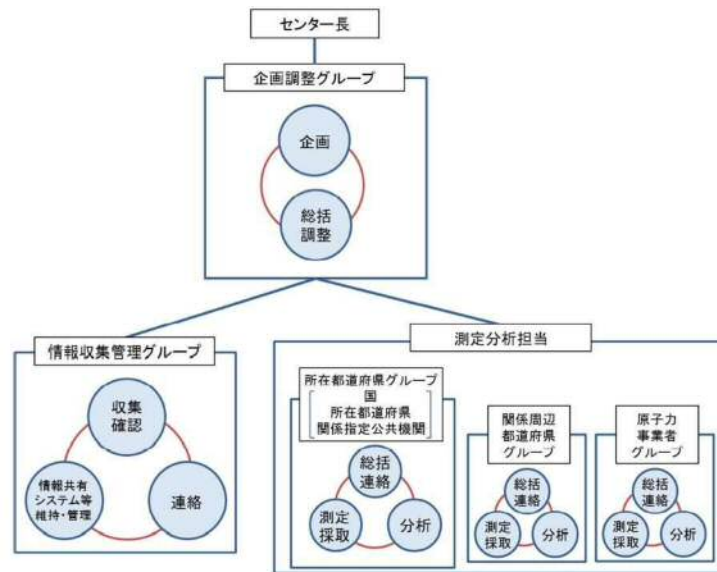 センター長
企画調整グループ
企画
総括
調整
情報収集管理グループ
収集
確認
情報共有
システム等
維持・管理
連絡
測定分析担当
所在都道府県グループ
国
所在都道府県
関係指定公共機関
総括
連絡
測定
採取
分析
関係周辺
都道府県
グループ
総括
連絡
測定
採取
分析
原子力
事業者
グループ
総括
連絡
測定
採取
分析